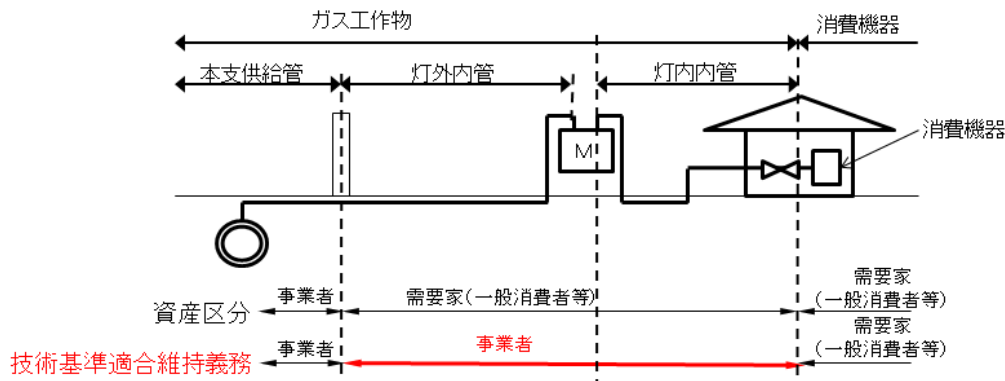 ガス工作物
消費機器
本支供給管
灯外内管
灯内内管
消費機器
M
資産区分
事業者
需要家(一般消費者等)
需要家
(一般消費者等)
技術基準適合維持義務
事業者
事業者
需要家
(一般消費者等)